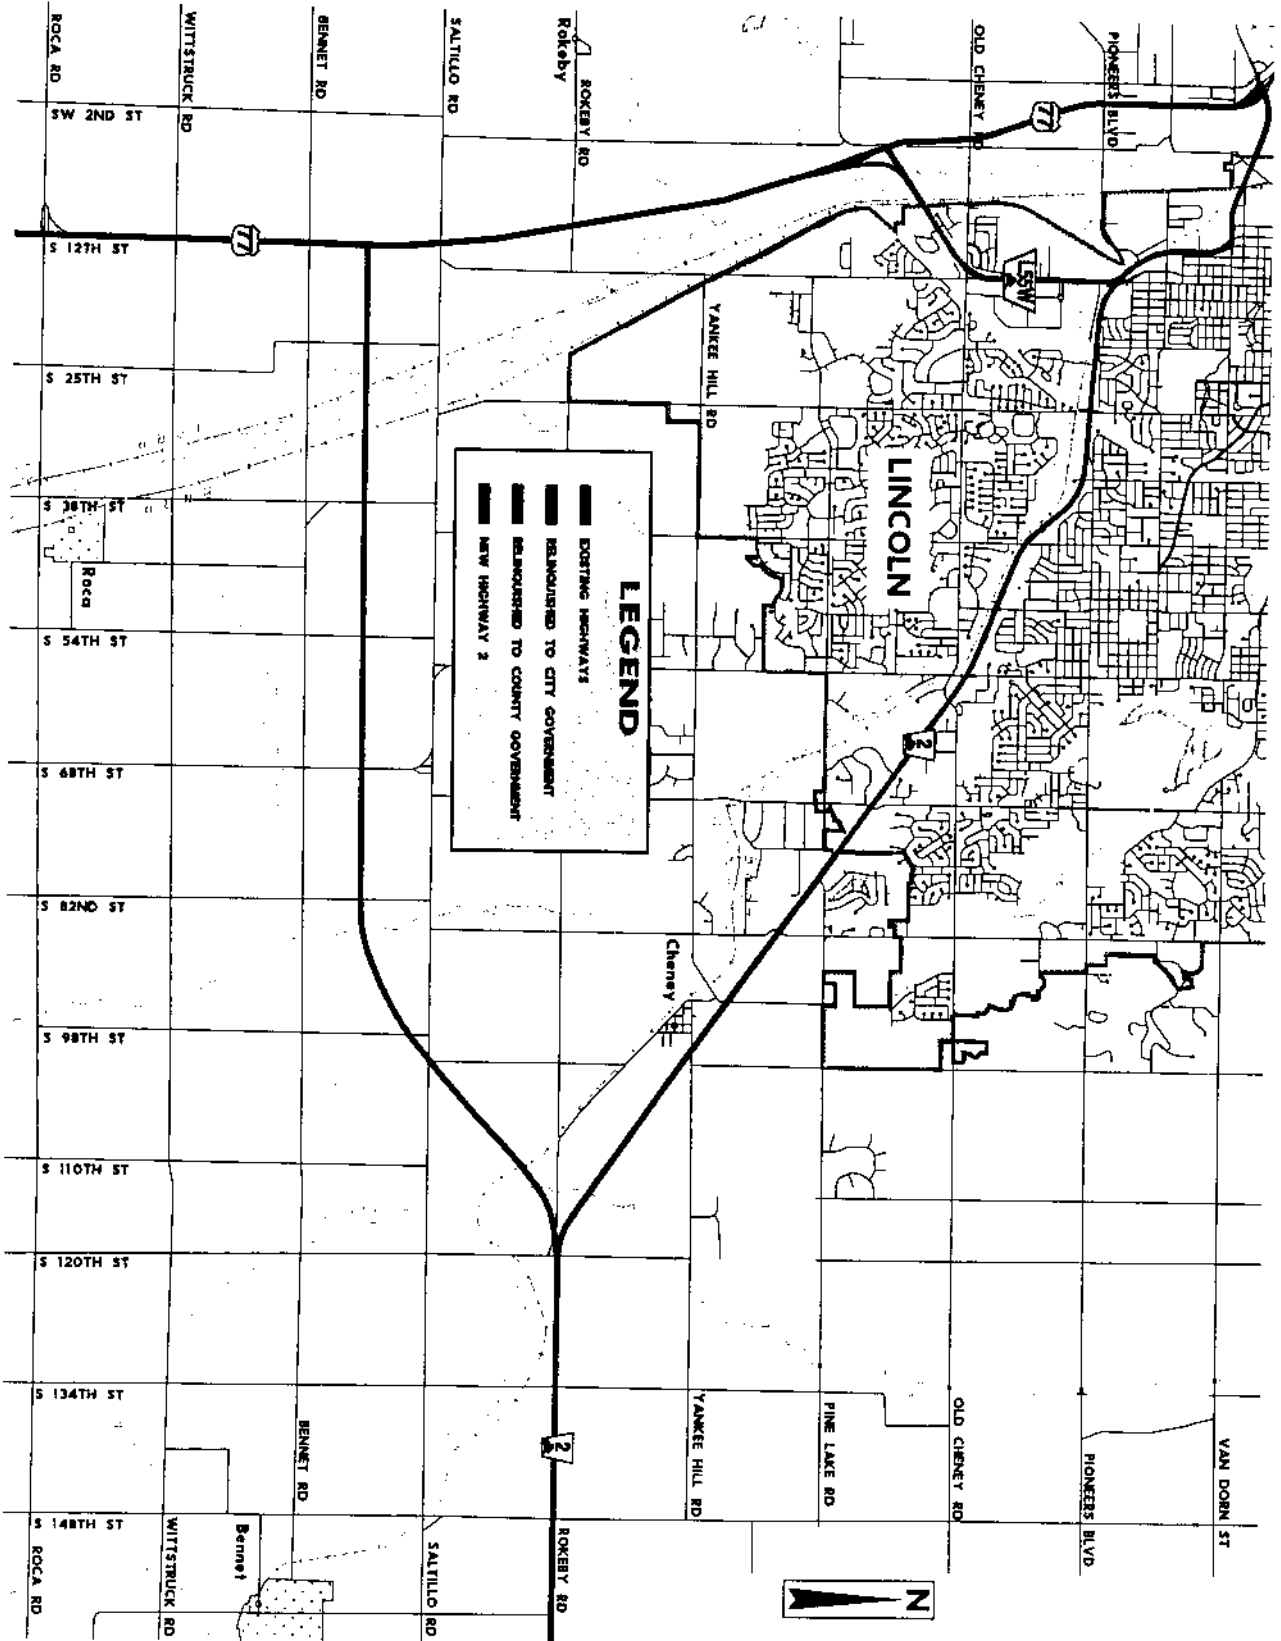 ROCA RD
WITTSTRUCK RD
BENNET RD
SALTILLO RD
Rokeby
ROKEBY RD
OLD CHENEY RD
PIONEERS BLVD
SW 2ND ST
77
77
S 12TH ST
L55W
YANKEE HILL RD
S 25TH ST
LINCOLN
S 38TH ST
Roca
S 54TH ST
LEGEND
EXISTING HIGHWAYS
RELINQUISHED TO CITY GOVERNMENT
RELINQUISHED TO COUNTY GOVERNMENT
NEW HIGHWAY 2
2
S 68TH ST
S 82ND ST
Cheney
S 98TH ST
S 110TH ST
S 120TH ST
S 134TH ST
2
BENNET RD
YANKEE HILL RD
PINE LAKE RD
OLD CHENEY RD
PIONEERS BLVD
VAN DORN ST
S 148TH ST
Bennet
ROCA RD
WITTSTRUCK RD
SALTILLO RD
ROKEBY RD
N